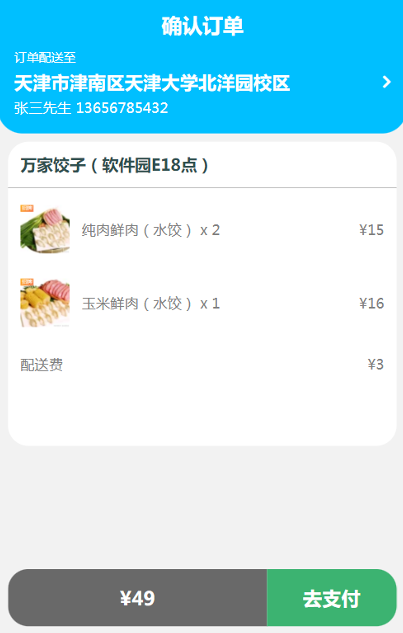 确认订单
订单配送至
天津市津南区天津大学北洋园校区
张三先生 13656785432
万家饺子（软件园E18点）
纯肉鲜肉（水饺） x 2 ¥15
玉米鲜肉（水饺） x 1 ¥16
配送费 ¥3
¥49 去支付